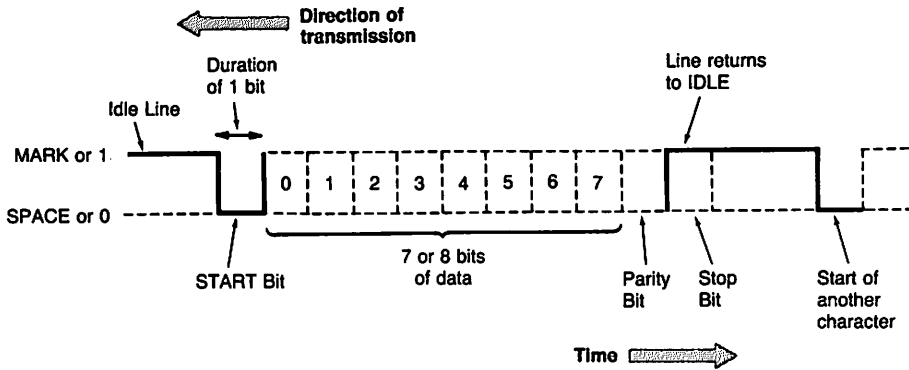 Direction of
transmission
Duration
of 1 bit
Line returns
to IDLE
Idle Line
MARK or 1
0 1 2 3 4 5 6 7
SPACE or 0
START Bit
7 or 8 bits
of data
Parity
Bit
Stop
Bit
Start of
another
character
Time